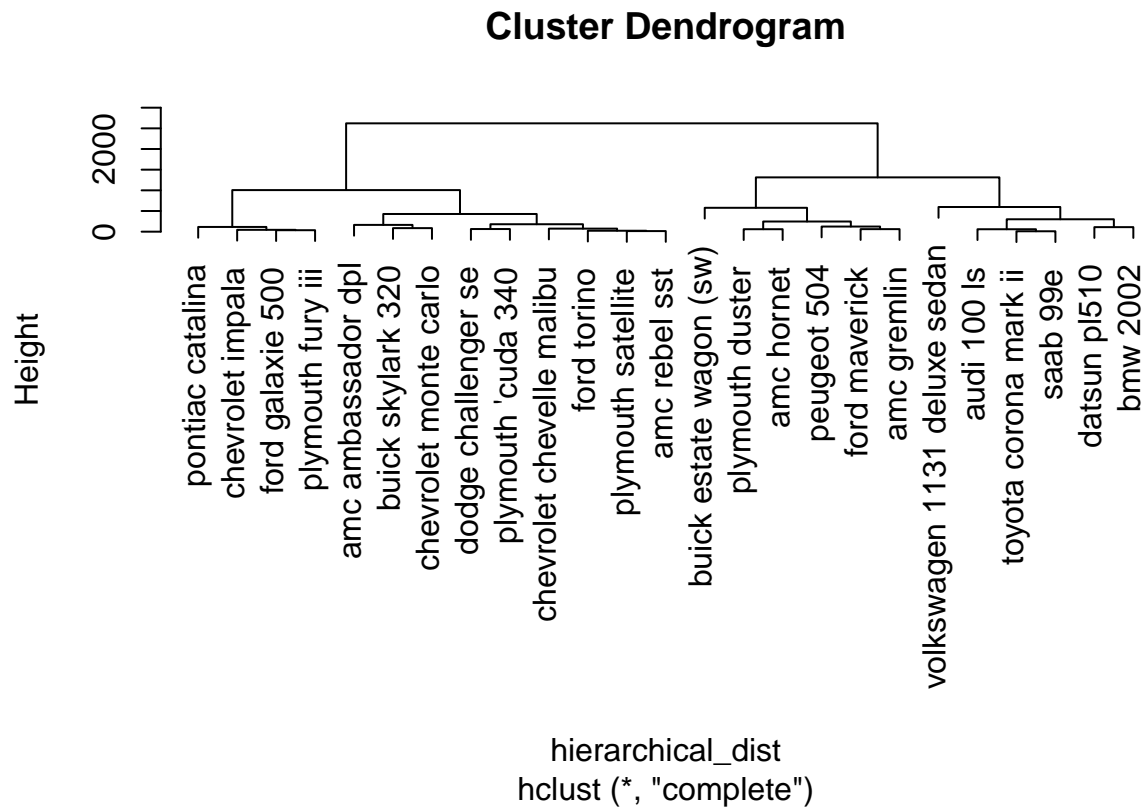 Cluster Dendrogram
Height
0
2000
pontiac catalina
chevrolet impala
ford galaxie 500
plymouth fury iii
amc ambassador dpl
buick skylark 320
chevrolet monte carlo
dodge challenger se
plymouth 'cuda 340
chevrolet chevelle malibu
ford torino
plymouth satellite
amc rebel sst
buick estate wagon (sw)
plymouth duster
amc hornet
peugeot 504
ford maverick
amc gremlin
volkswagen 1131 deluxe sedan
audi 100 ls
toyota corona mark ii
saab 99e
datsun pl510
bmw 2002
hierarchical_dist
hclust (*, "complete")